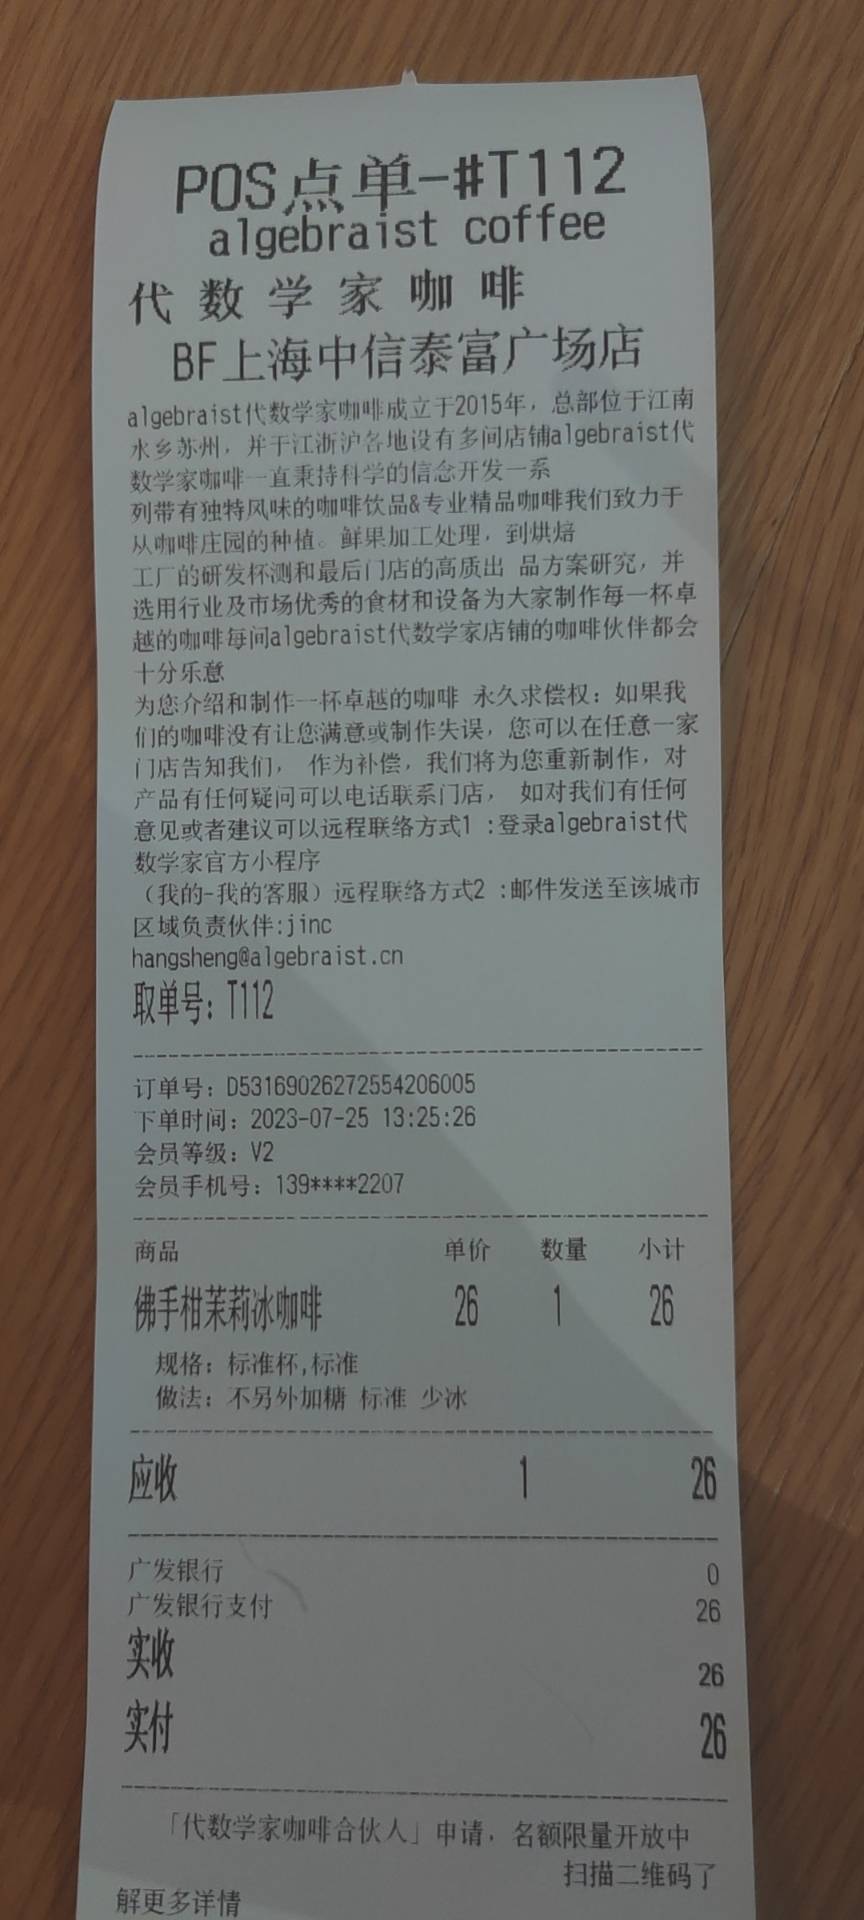 POS点单-#T112
algebraist coffee
代数学家咖啡
BF上海中信泰富广场店
algebraist代数学家咖啡成立于2015年，总部位于江南
水乡苏州，并于江浙沪各地设有多间店铺algebraist代
数学家咖啡一直秉持科学的信念开发一系
列带有独特风味的咖啡饮品&专业精品咖啡我们致力于
从咖啡庄园的种植。鲜果加工处理，到烘焙
工厂的研发杯测和最后门店的高质出 品方案研究，并
选用行业及市场优秀的食材和设备为大家制作每一杯卓
越的咖啡每间algebraist代数学家店铺的咖啡伙伴都会
十分乐意
为您介绍和制作一杯卓越的咖啡 永久求偿权：如果我
们的咖啡没有让您满意或制作失误，您可以在任意一家
门店告知我们， 作为补偿，我们将为您重新制作，对
产品有任何疑问可以电话联系门店， 如对我们有任何
意见或者建议可以远程联络方式1 :登录algebraist代
数学家官方小程序
（我的-我的客服）远程联络方式2 :邮件发送至该城市
区域负责伙伴:jinc
hangsheng@algebraist.cn
取单号：T112
订单号：D53169026272554206005
下单时间：2023-07-25 13:25:26
会员等级：V2
会员手机号：139****2207
商品 单价 数量 小计
佛手柑茉莉冰咖啡 26 1 26
规格：标准杯,标准
做法：不另外加糖 标准 少冰
应收 1 26
广发银行 0
广发银行支付 26
实收 26
实付 26
「代数学家咖啡合伙人」申请，名额限量开放中
扫描二维码了
解更多详情